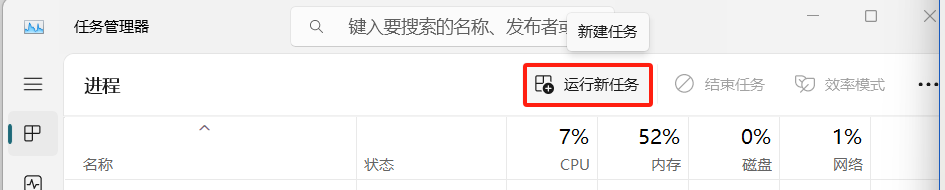 任务管理器
键入要搜索的名称、发布者或
新建任务
进程
运行新任务
结束任务
效率模式
7% 52% 0% 1%
名称 状态 CPU 内存 磁盘 网络